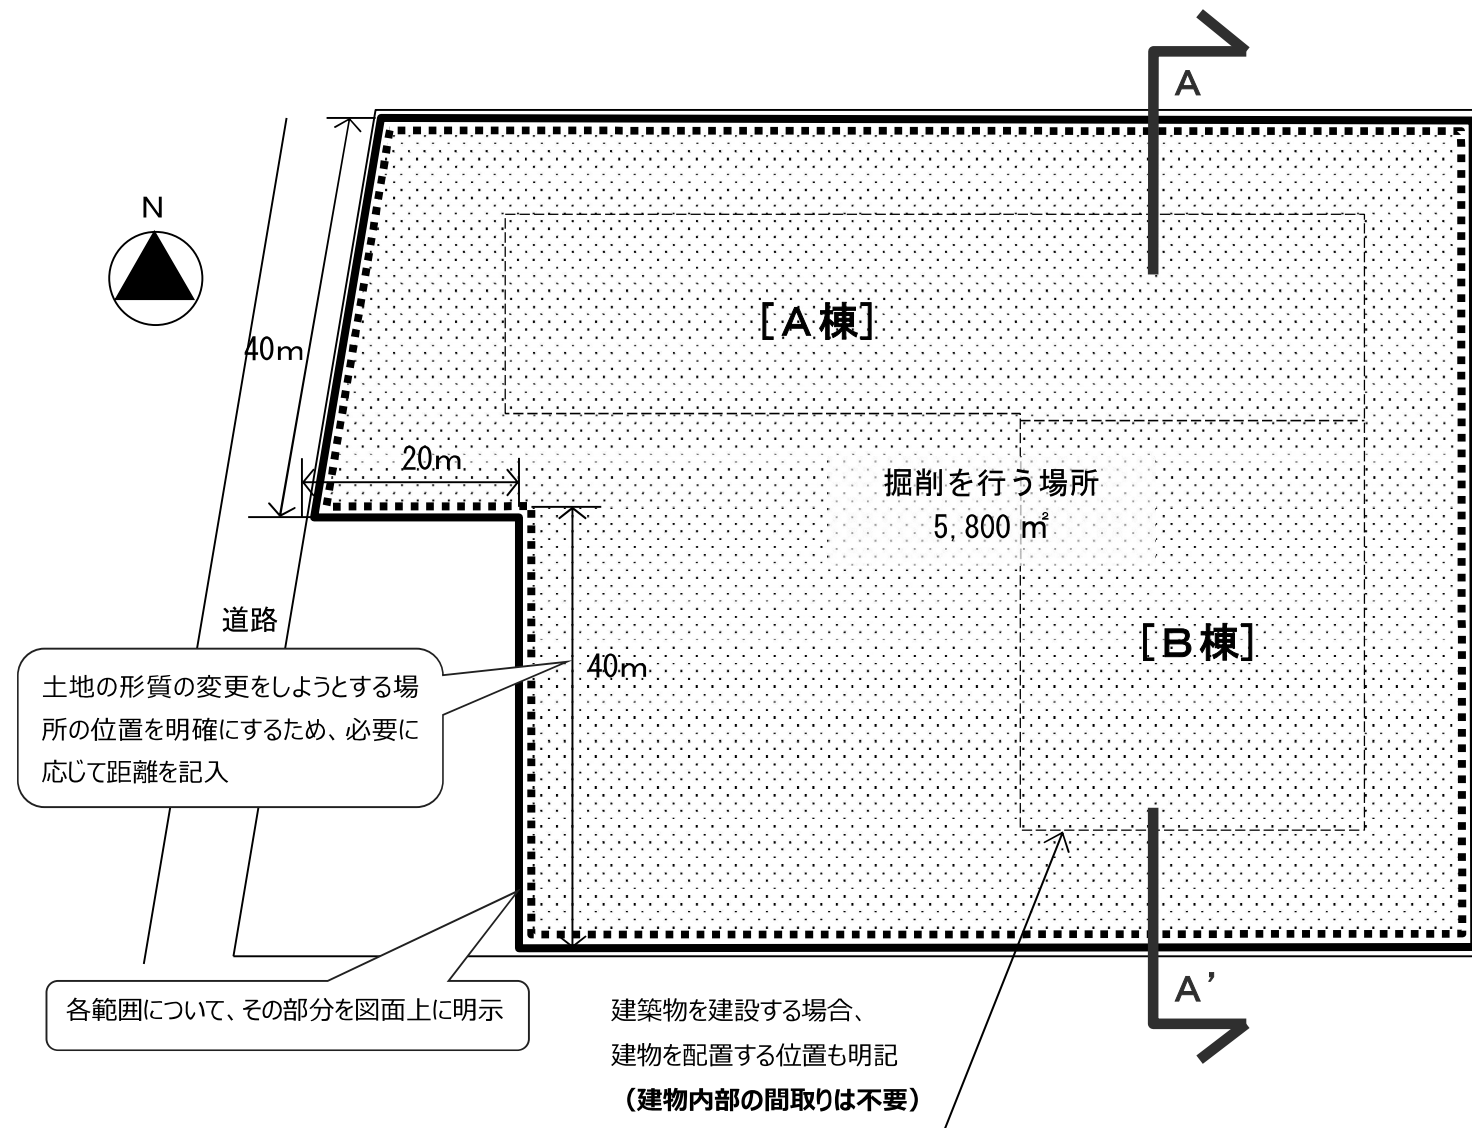 A
N
[A棟]
40m
20m
掘削を行う場所
5,800 ㎡
道路
[B棟]
40m
土地の形質の変更をしようとする場
所の位置を明確にするため、必要に
応じて距離を記入
A'
各範囲について、その部分を図面上に明示
建築物を建設する場合、
建物を配置する位置も明記
（建物内部の間取りは不要）